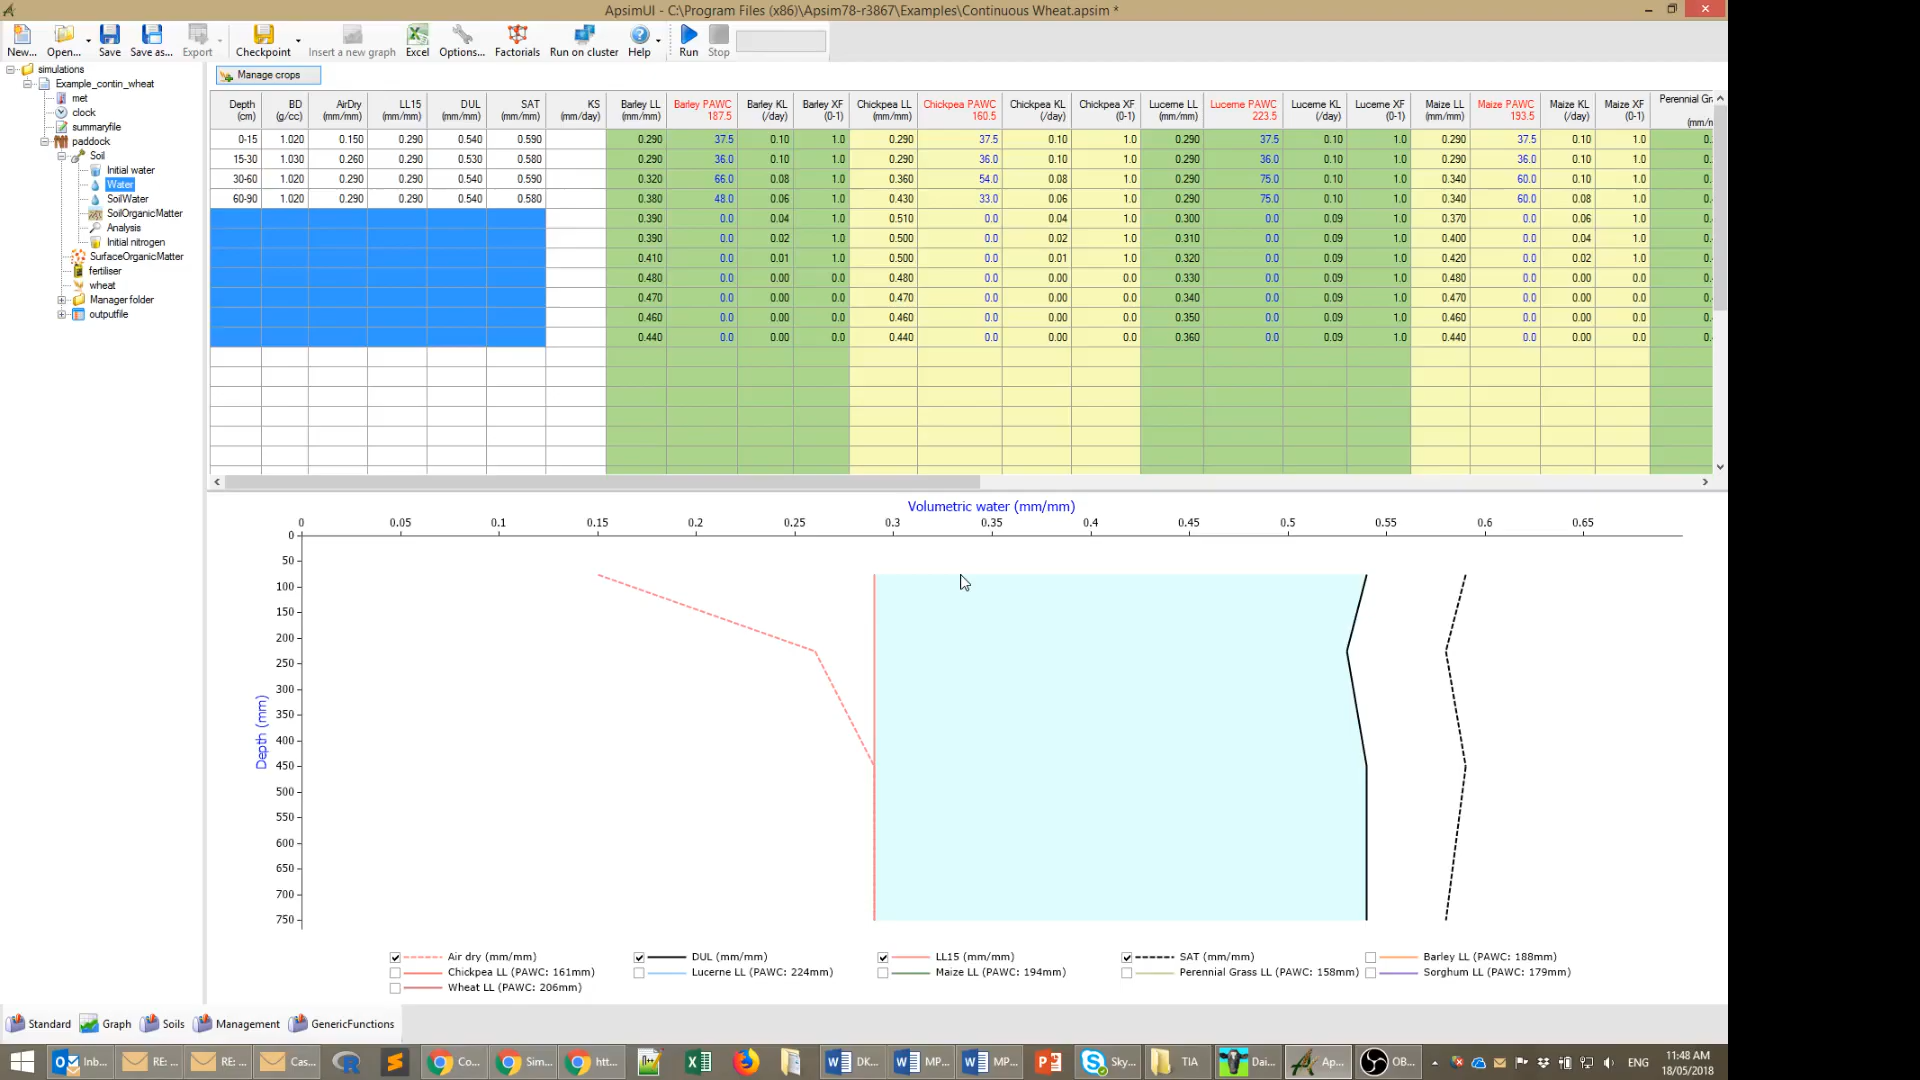 ApsimUI - C:\Program Files (x86)\Apsim78-r3867\Examples\Continuous Wheat.apsim *
New... Open... Save Save as... Export Checkpoint Insert a new graph Excel Options... Factorials Run on cluster Help Run Stop
simulations
Example_contin_wheat
met
clock
summaryfile
paddock
Soil
Initial water
Water
SoilWater
SoilOrganicMatter
Analysis
Initial nitrogen
SurfaceOrganicMatter
fertiliser
wheat
Manager folder
outputfile
Manage crops
Depth (cm) BD (g/cc) AirDry (mm/mm) LL15 (mm/mm) DUL (mm/mm) SAT (mm/mm) KS (mm/day) Barley LL (mm/mm) Barley PAWC 187.5 Barley KL (/day) Barley XF (0-1) Chickpea LL (mm/mm) Chickpea PAWC 160.5 Chickpea KL (/day) Chickpea XF (0-1) Lucerne LL (mm/mm) Lucerne PAWC 223.5 Lucerne KL (/day) Lucerne XF (0-1) Maize LL (mm/mm) Maize PAWC 193.5 Maize KL (/day) Maize XF (0-1) Perennial Gr
0-15 1.020 0.150 0.290 0.540 0.590 0.290 37.5 0.10 1.0 0.290 37.5 0.10 1.0 0.290 37.5 0.10 1.0 0.290 37.5 0.10 1.0
15-30 1.030 0.260 0.290 0.530 0.580 0.290 36.0 0.10 1.0 0.290 36.0 0.10 1.0 0.290 36.0 0.10 1.0 0.290 36.0 0.10 1.0
30-60 1.020 0.290 0.290 0.540 0.590 0.320 66.0 0.08 1.0 0.360 54.0 0.08 1.0 0.290 75.0 0.10 1.0 0.340 60.0 0.10 1.0
60-90 1.020 0.290 0.290 0.540 0.580 0.380 48.0 0.06 1.0 0.430 33.0 0.06 1.0 0.290 75.0 0.10 1.0 0.340 60.0 0.08 1.0
0.390 0.0 0.04 1.0 0.510 0.0 0.04 1.0 0.300 0.0 0.09 1.0 0.370 0.0 0.06 1.0
0.390 0.0 0.02 1.0 0.500 0.0 0.02 1.0 0.310 0.0 0.09 1.0 0.400 0.0 0.04 1.0
0.410 0.0 0.01 1.0 0.500 0.0 0.01 1.0 0.320 0.0 0.09 1.0 0.420 0.0 0.02 1.0
0.480 0.0 0.00 0.0 0.480 0.0 0.00 0.0 0.330 0.0 0.09 1.0 0.480 0.0 0.00 0.0
0.470 0.0 0.00 0.0 0.470 0.0 0.00 0.0 0.340 0.0 0.09 1.0 0.470 0.0 0.00 0.0
0.460 0.0 0.00 0.0 0.460 0.0 0.00 0.0 0.350 0.0 0.09 1.0 0.460 0.0 0.00 0.0
0.440 0.0 0.00 0.0 0.440 0.0 0.00 0.0 0.360 0.0 0.09 1.0 0.440 0.0 0.00 0.0
Volumetric water (mm/mm)
0 0.05 0.1 0.15 0.2 0.25 0.3 0.35 0.4 0.45 0.5 0.55 0.6 0.65
Depth (mm)
0
50
100
150
200
250
300
350
400
450
500
550
600
650
700
750
Air dry (mm/mm) DUL (mm/mm) LL15 (mm/mm) SAT (mm/mm) Barley LL (PAWC: 188mm)
Chickpea LL (PAWC: 161mm) Lucerne LL (PAWC: 224mm) Maize LL (PAWC: 194mm) Perennial Grass LL (PAWC: 158mm) Sorghum LL (PAWC: 179mm)
Wheat LL (PAWC: 206mm)
Standard Graph Soils Management GenericFunctions
Inb... RE: ... RE: ... Cas... Co... Sim... htt... DK... MP... MP... Sky... TIA Dai... Ap... OB... ENG 11:48 AM
18/05/2018